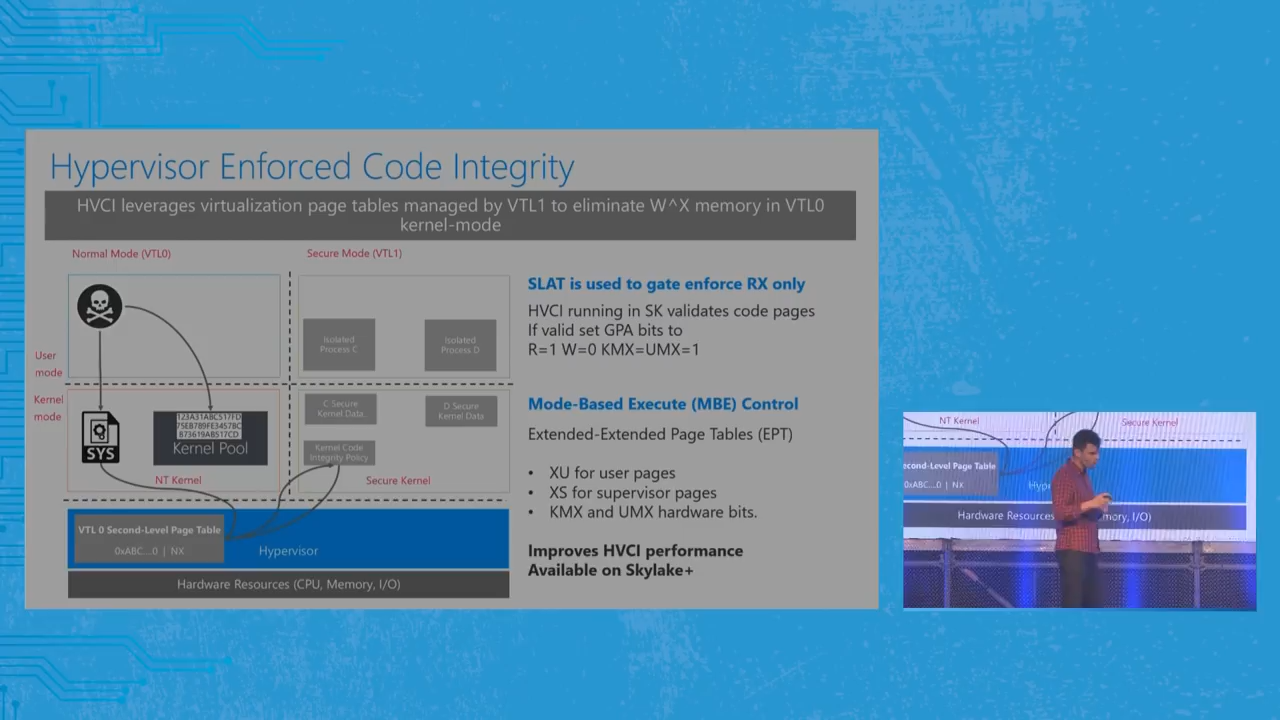 Hypervisor Enforced Code Integrity
HVCI leverages virtualization page tables managed by VTL1 to eliminate W^X memory in VTL0
kernel-mode
Normal Mode (VTL0)
Secure Mode (VTL1)
User
mode
Isolated
Process C
Isolated
Process D
Kernel
mode
SYS
123A31ABC517FD
75EB789FE34578C
B73619AB517CD
Kernel Pool
NT Kernel
C Secure
Kernel Data
D Secure
Kernel Data
Kernel Code
Integrity Policy
Secure Kernel
VTL 0 Second-Level Page Table
0xABC...0 | NX
Hypervisor
Hardware Resources (CPU, Memory, I/O)
SLAT is used to gate enforce RX only
HVCI running in SK validates code pages
If valid set GPA bits to
R=1 W=0 KMX=UMX=1
Mode-Based Execute (MBE) Control
Extended-Extended Page Tables (EPT)
• XU for user pages
• XS for supervisor pages
• KMX and UMX hardware bits.
Improves HVCI performance
Available on Skylake+
NT Kernel
Secure Kernel
econd-Level Page Table
0xABC...0 | NX
Hype
Hardware Resources
mory, I/O)